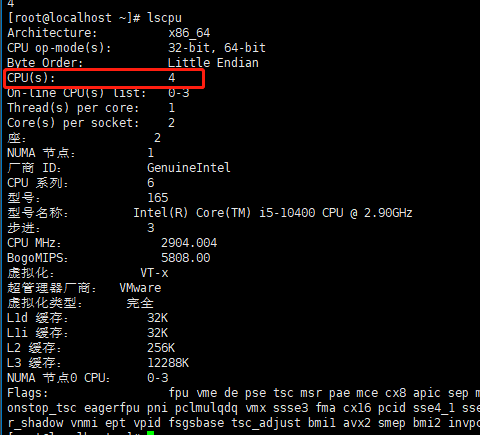 4
[root@localhost ~]# lscpu
Architecture: x86_64
CPU op-mode(s): 32-bit, 64-bit
Byte Order: Little Endian
CPU(s): 4
On-line CPU(s) list: 0-3
Thread(s) per core: 1
Core(s) per socket: 2
座： 2
NUMA 节点： 1
厂商 ID： GenuineIntel
CPU 系列： 6
型号： 165
型号名称： Intel(R) Core(TM) i5-10400 CPU @ 2.90GHz
步进： 3
CPU MHz： 2904.004
BogoMIPS： 5808.00
虚拟化： VT-x
超管理器厂商： VMware
虚拟化类型： 完全
L1d 缓存： 32K
L1i 缓存： 32K
L2 缓存： 256K
L3 缓存： 12288K
NUMA 节点0 CPU： 0-3
Flags: fpu vme de pse tsc msr pae mce cx8 apic sep m
onstop_tsc eagerfpu pni pclmulqdq vmx ssse3 fma cx16 pcid sse4_1 sse
r_shadow vnmi ept vpid fsgsbase tsc_adjust bmi1 avx2 smep bmi2 invpc